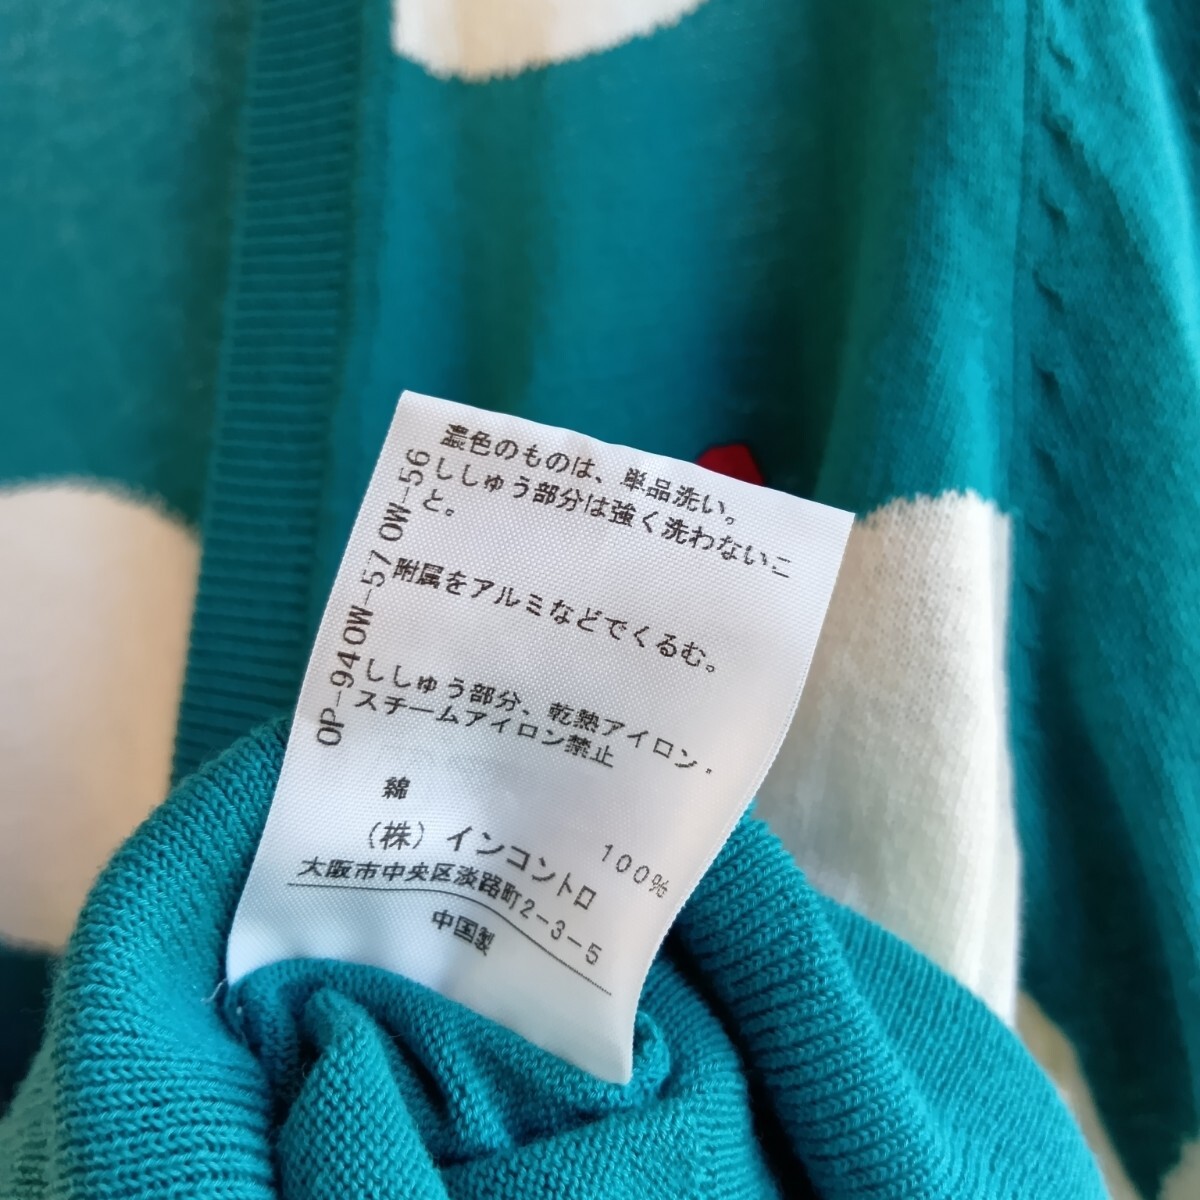 濃色のものは、単品洗い。
ししゅう部分は強く洗わないこ
と。
附属をアルミなどでくるむ。
ししゅう部分、乾熱アイロン・
スチームアイロン禁止
綿 100%
(株)インコントロ
大阪市中央区淡路町2-3-5
中国製
OP-940W-570W-56